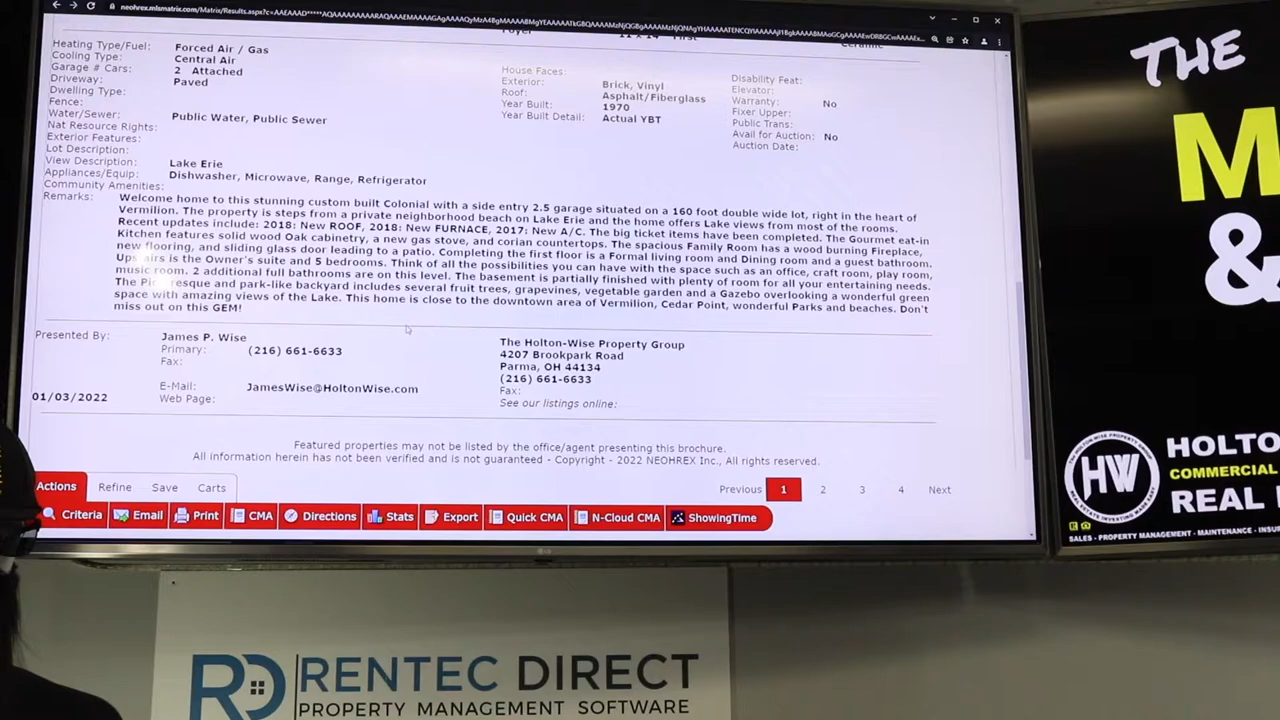 neohrex.mlsmatrix.com/Matrix/Results.aspx?c=
Foyer 11 x 14 First Ceramic
Heating Type/Fuel: Forced Air / Gas
Cooling Type: Central Air
Garage # Cars: 2 Attached
Driveway: Paved
Dwelling Type:
Fence:
Water/Sewer: Public Water, Public Sewer
Nat Resource Rights:
Exterior Features:
Lot Description:
View Description: Lake Erie
Appliances/Equip: Dishwasher, Microwave, Range, Refrigerator
Community Amenities:
House Faces:
Exterior: Brick, Vinyl
Roof: Asphalt/Fiberglass
Year Built: 1970
Year Built Detail: Actual YBT
Disability Feat:
Elevator:
Warranty: No
Fixer Upper:
Public Trans:
Avail for Auction: No
Auction Date:
Remarks: Welcome home to this stunning custom built Colonial with a side entry 2.5 garage situated on a 160 foot double wide lot, right in the heart of
Vermilion. The property is steps from a private neighborhood beach on Lake Erie and the home offers Lake views from most of the rooms.
Recent updates include: 2018: New ROOF, 2018: New FURNACE, 2017: New A/C. The big ticket items have been completed. The Gourmet eat-in
Kitchen features solid wood Oak cabinetry, a new gas stove, and corian countertops. The spacious Family Room has a wood burning Fireplace,
new flooring, and sliding glass door leading to a patio. Completing the first floor is a Formal living room and Dining room and a guest bathroom.
Upstairs is the Owner's suite and 5 bedrooms. Think of all the possibilities you can have with the space such as an office, craft room, play room,
music room. 2 additional full bathrooms are on this level. The basement is partially finished with plenty of room for all your entertaining needs.
The Picturesque and park-like backyard includes several fruit trees, grapevines, vegetable garden and a Gazebo overlooking a wonderful green
space with amazing views of the Lake. This home is close to the downtown area of Vermilion, Cedar Point, wonderful Parks and beaches. Don't
miss out on this GEM!
Presented By: James P. Wise
Primary: (216) 661-6633
Fax:
E-Mail: JamesWise@HoltonWise.com
01/03/2022 Web Page:
The Holton-Wise Property Group
4207 Brookpark Road
Parma, OH 44134
(216) 661-6633
Fax:
See our listings online:
Featured properties may not be listed by the office/agent presenting this brochure.
All information herein has not been verified and is not guaranteed - Copyright - 2022 NEOHREX Inc., All rights reserved.
Actions Refine Save Carts
Previous 1 2 3 4 Next
Criteria Email Print CMA Directions Stats Export Quick CMA N-Cloud CMA ShowingTime
THE
M
&
HW
HOLTO
COMMERCIAL
REAL
SALES - PROPERTY MANAGEMENT - MAINTENANCE - INSU
RD RENTEC DIRECT
PROPERTY MANAGEMENT SOFTWARE